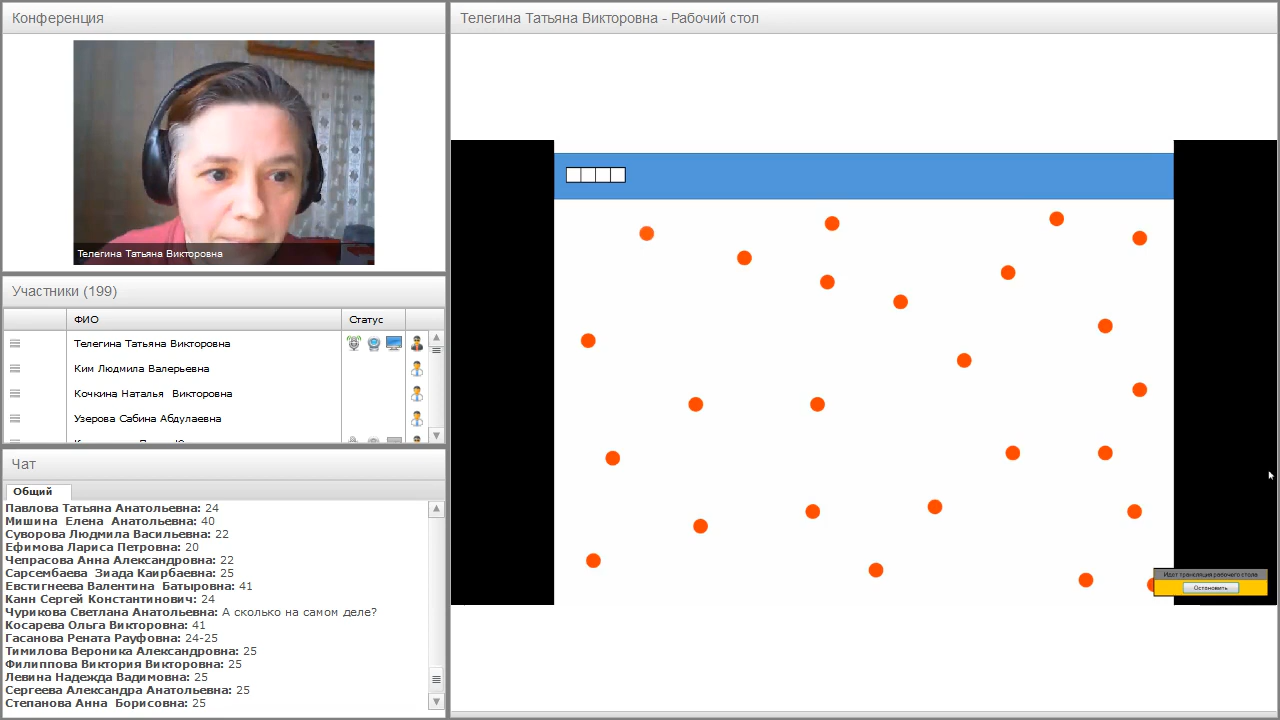 Конференция
Телегина Татьяна Викторовна
Участники (199)
ФИО
Статус
Телегина Татьяна Викторовна
Ким Людмила Валерьевна
Кочкина Наталья Викторовна
Узерова Сабина Абдулаевна
Чат
Общий
Павлова Татьяна Анатольевна: 24
Мишина Елена Анатольевна: 40
Суворова Людмила Васильевна: 22
Ефимова Лариса Петровна: 20
Чепрасова Анна Александровна: 22
Сарсембаева Зиада Каирбаевна: 25
Евстигнеева Валентина Батыровна: 41
Канн Сергей Константинович: 24
Чурикова Светлана Анатольевна: А сколько на самом деле?
Косарева Ольга Викторовна: 41
Гасанова Рената Рауфовна: 24-25
Тимилова Вероника Александровна: 25
Филиппова Виктория Викторовна: 25
Левина Надежда Вадимовна: 25
Сергеева Александра Анатольевна: 25
Степанова Анна Борисовна: 25
Телегина Татьяна Викторовна - Рабочий стол
Идет трансляция рабочего стола
Остановить